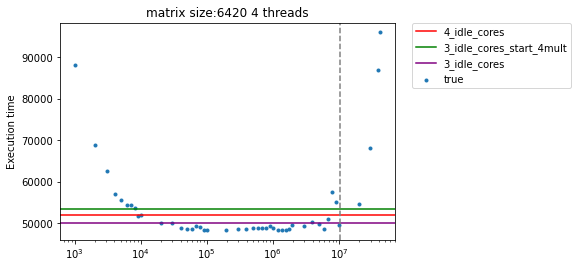 matrix size:6420 4 threads
Execution time
90000
80000
70000
60000
50000
10³
10⁴
10⁵
10⁶
10⁷
4_idle_cores
3_idle_cores_start_4mult
3_idle_cores
true